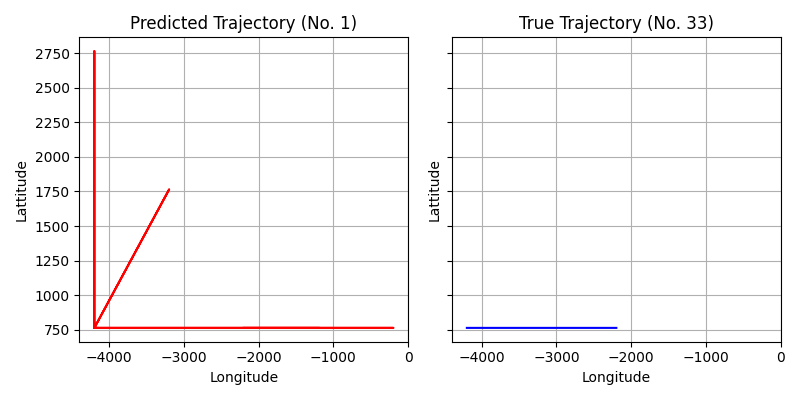 Predicted Trajectory (No. 1)
True Trajectory (No. 33)
2750
2500
2250
2000
1750
1500
1250
1000
750
Lattitude
Lattitude
−4000 −3000 −2000 −1000 0
−4000 −3000 −2000 −1000 0
Longitude
Longitude